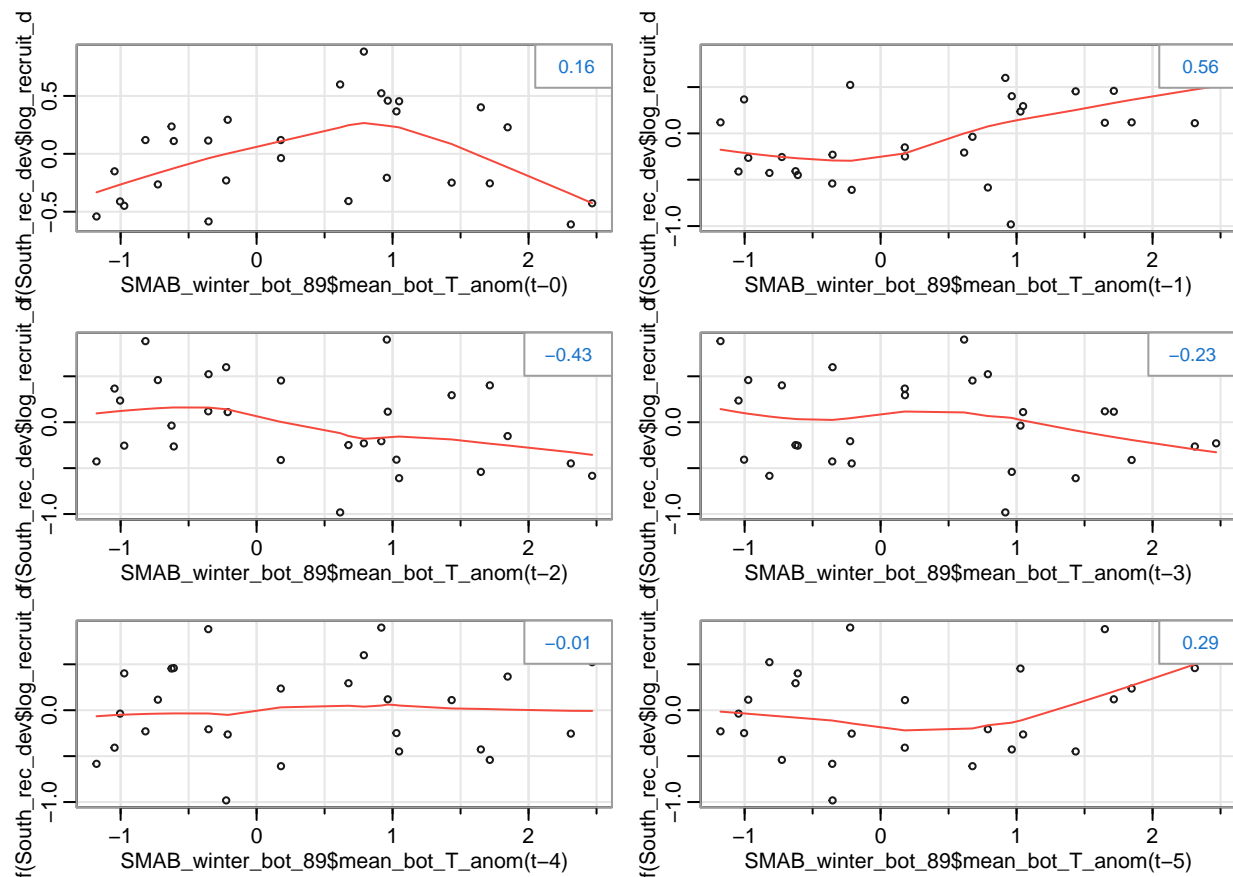 f(South_rec_dev$log_recruit_d
0.16
−0.5 0.0 0.5
−1 0 1 2
SMAB_winter_bot_89$mean_bot_T_anom(t−0)
f(South_rec_dev$log_recruit_d
0.56
−1.0 0.0
−1 0 1 2
SMAB_winter_bot_89$mean_bot_T_anom(t−1)
f(South_rec_dev$log_recruit_d
−0.43
−1.0 0.0
−1 0 1 2
SMAB_winter_bot_89$mean_bot_T_anom(t−2)
f(South_rec_dev$log_recruit_d
−0.23
−1.0 0.0
−1 0 1 2
SMAB_winter_bot_89$mean_bot_T_anom(t−3)
f(South_rec_dev$log_recruit_d
−0.01
−1.0 0.0
−1 0 1 2
SMAB_winter_bot_89$mean_bot_T_anom(t−4)
f(South_rec_dev$log_recruit_d
0.29
−1.0 0.0
−1 0 1 2
SMAB_winter_bot_89$mean_bot_T_anom(t−5)